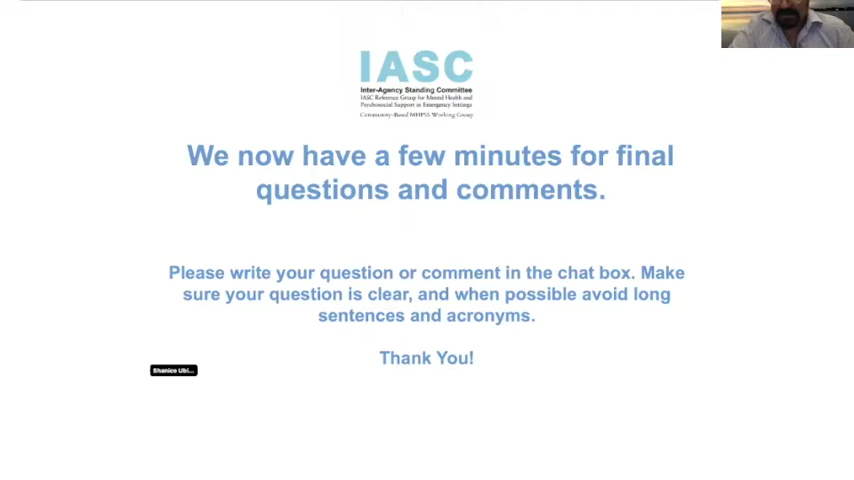 IASC
Inter-Agency Standing Committee
IASC Reference Group for Mental Health and
Psychosocial Support in Emergency Settings
Community-Based MHPSS Working Group
We now have a few minutes for final
questions and comments.
Please write your question or comment in the chat box. Make
sure your question is clear, and when possible avoid long
sentences and acronyms.
Thank You!
Shanice Ubi...